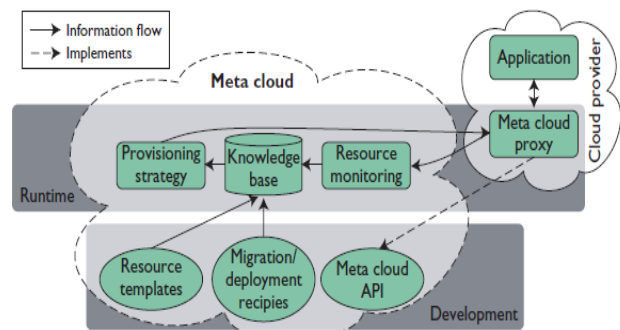 Information flow
Implements
Meta cloud
Application
Cloud provider
Meta cloud
proxy
Provisioning
strategy
Knowledge
base
Resource
monitoring
Runtime
Resource
templates
Migration/
deployment
recipies
Meta cloud
API
Development